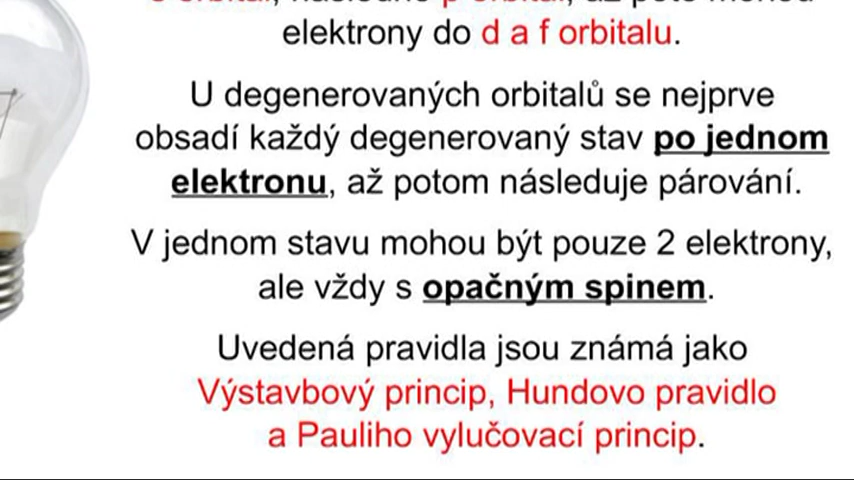 elektrony do d a f orbitalu.
U degenerovaných orbitalů se nejprve
obsadí každý degenerovaný stav po jednom
elektronu, až potom následuje párování.
V jednom stavu mohou být pouze 2 elektrony,
ale vždy s opačným spinem.
Uvedená pravidla jsou známá jako
Výstavbový princip, Hundovo pravidlo
a Pauliho vylučovací princip.